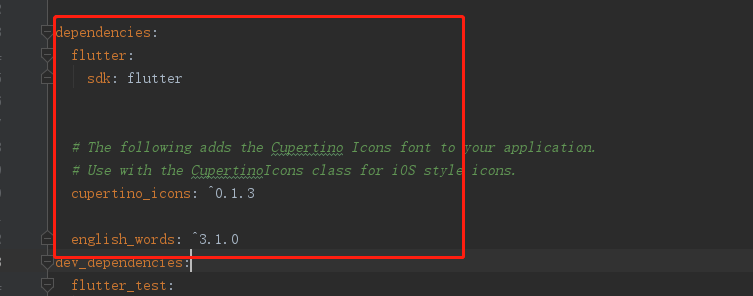 dependencies:
flutter:
sdk: flutter
# The following adds the Cupertino Icons font to your application.
# Use with the CupertinoIcons class for iOS style icons.
cupertino_icons: ^0.1.3
english_words: ^3.1.0
dev_dependencies:
flutter_test: